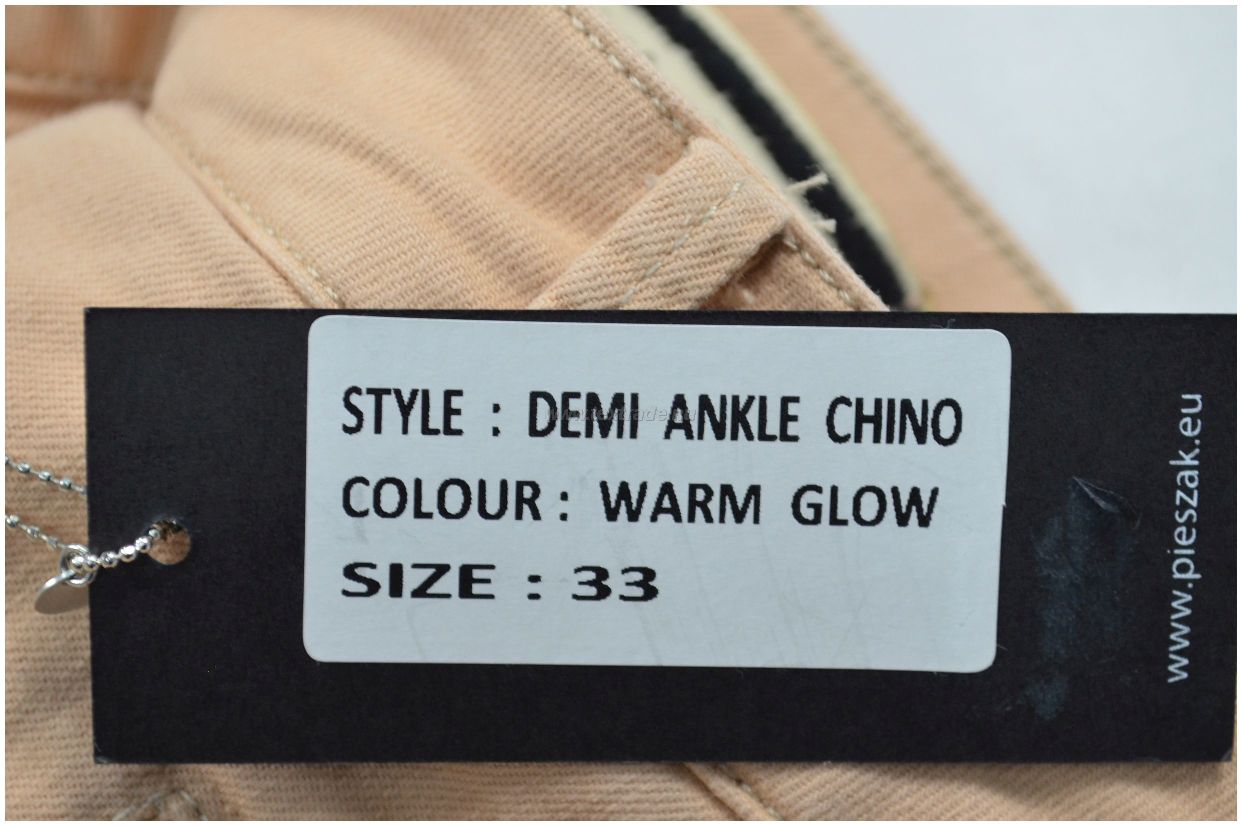 STYLE : DEMI ANKLE CHINO
COLOUR : WARM GLOW
SIZE : 33
www.pieszak.eu